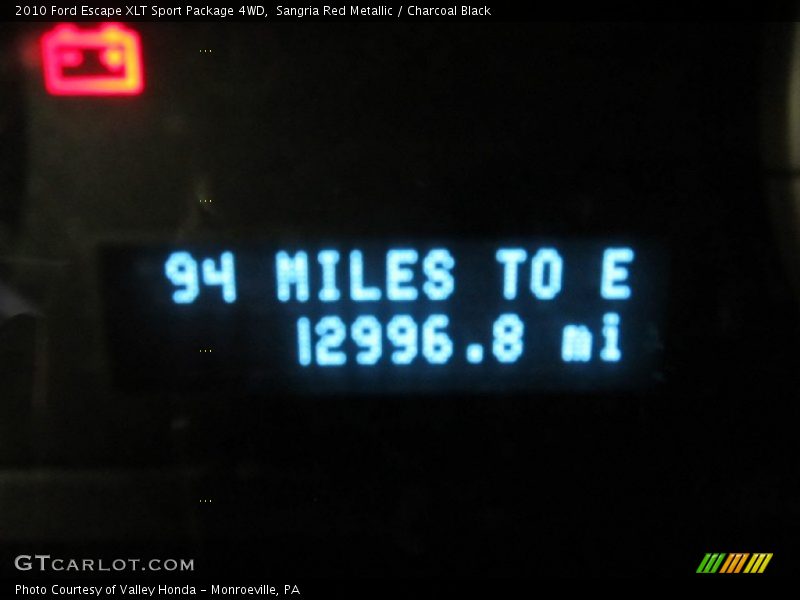 2010 Ford Escape XLT Sport Package 4WD,  Sangria Red Metallic / Charcoal Black
94 MILES TO E
12996.8 mi
GTCARLOT.COM
Photo Courtesy of Valley Honda - Monroeville, PA